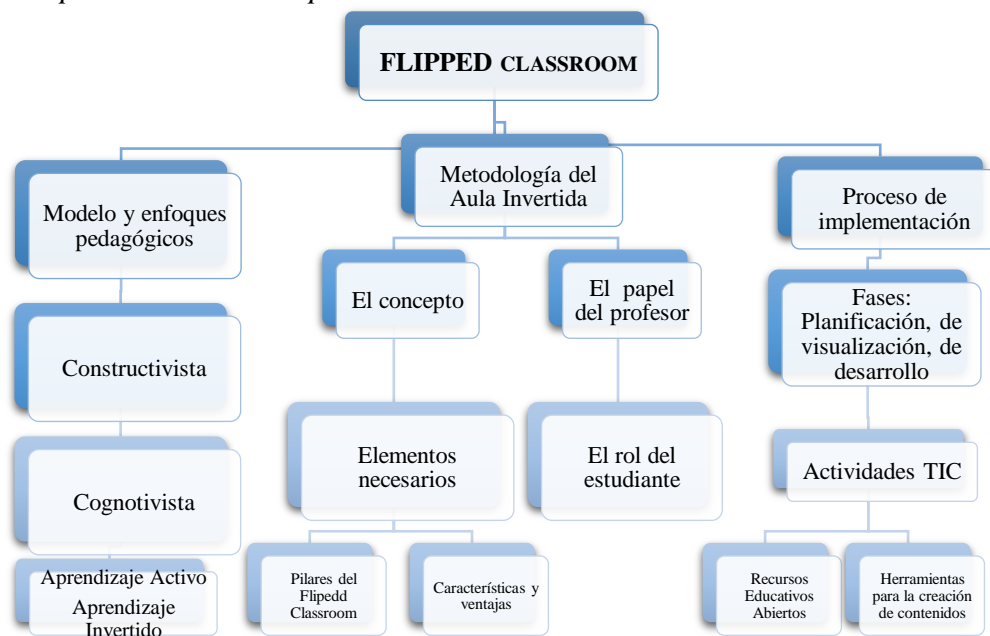 FLIPPED CLASSROOM
Metodología del
Aula Invertida
Modelo y enfoques
pedagógicos
Proceso de
implementación
El concepto
El papel
del profesor
Fases:
Planificación, de
visualización, de
desarrollo
Constructivista
Elementos
necesarios
El rol del
estudiante
Actividades TIC
Cognotivista
Aprendizaje Activo
Aprendizaje
Invertido
Pilares del
Flipedd
Classroom
Características y
ventajas
Recursos
Educativos
Abiertos
Herramientas
para la creación
de contenidos